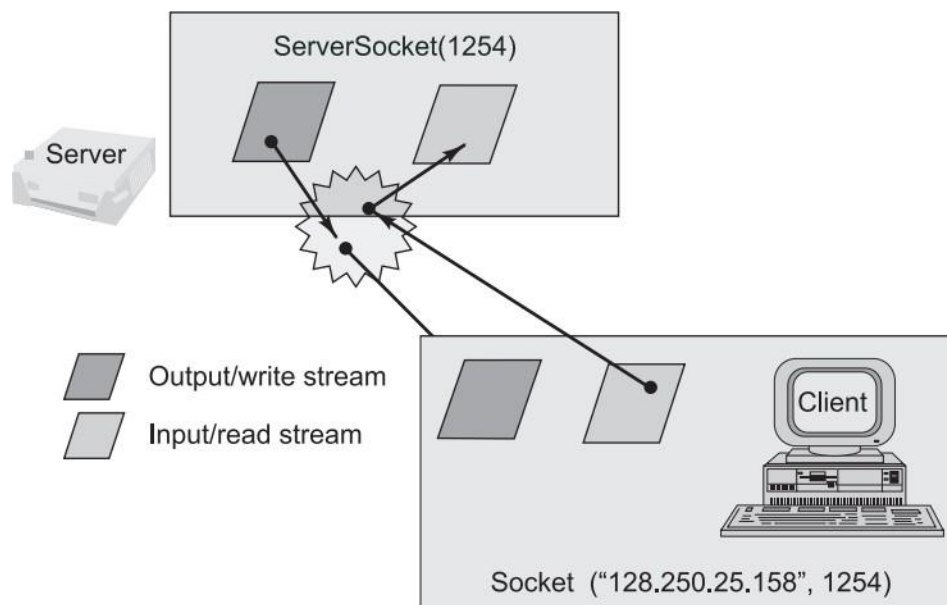 ServerSocket(1254)
Server
Output/write stream
Input/read stream
Client
Socket (“128.250.25.158”, 1254)